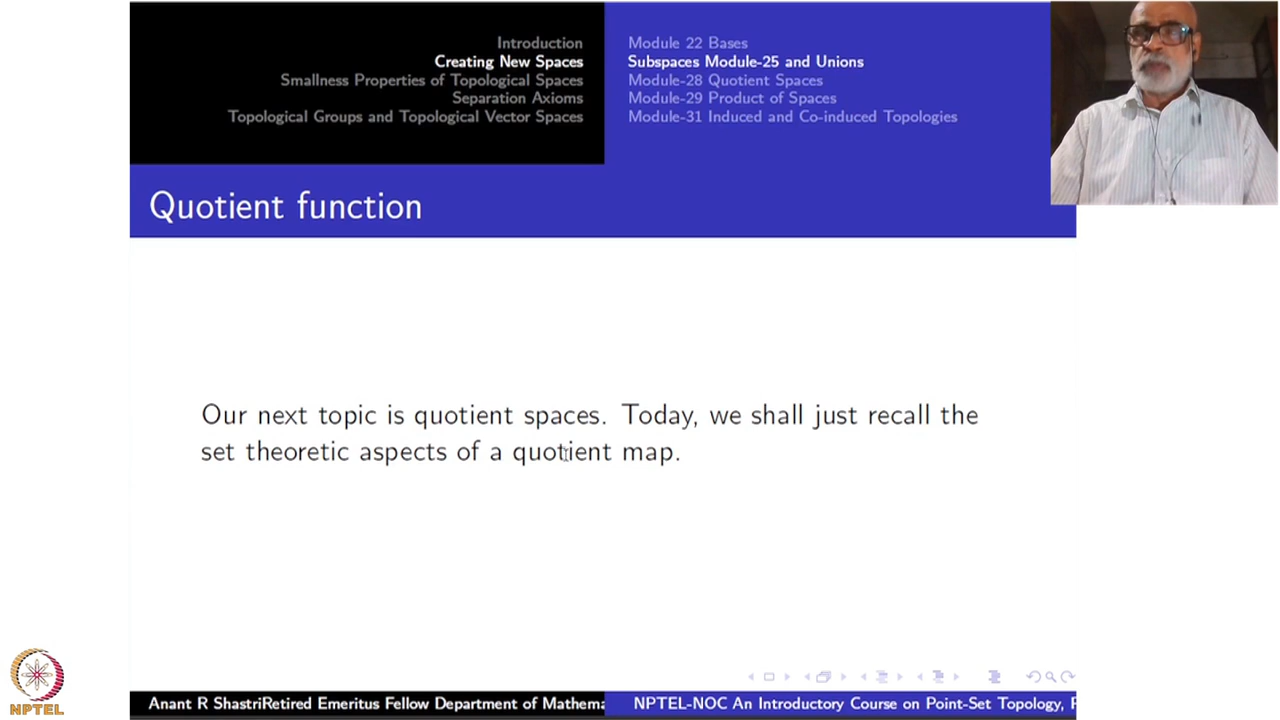 Introduction
Creating New Spaces
Smallness Properties of Topological Spaces
Separation Axioms
Topological Groups and Topological Vector Spaces
Module 22 Bases
Subspaces Module-25 and Unions
Module-28 Quotient Spaces
Module-29 Product of Spaces
Module-31 Induced and Co-induced Topologies
Quotient function
Our next topic is quotient spaces. Today, we shall just recall the
set theoretic aspects of a quotient map.
NPTEL
Anant R ShastriRetired Emeritus Fellow Department of Mathema
NPTEL-NOC An Introductory Course on Point-Set Topology, P